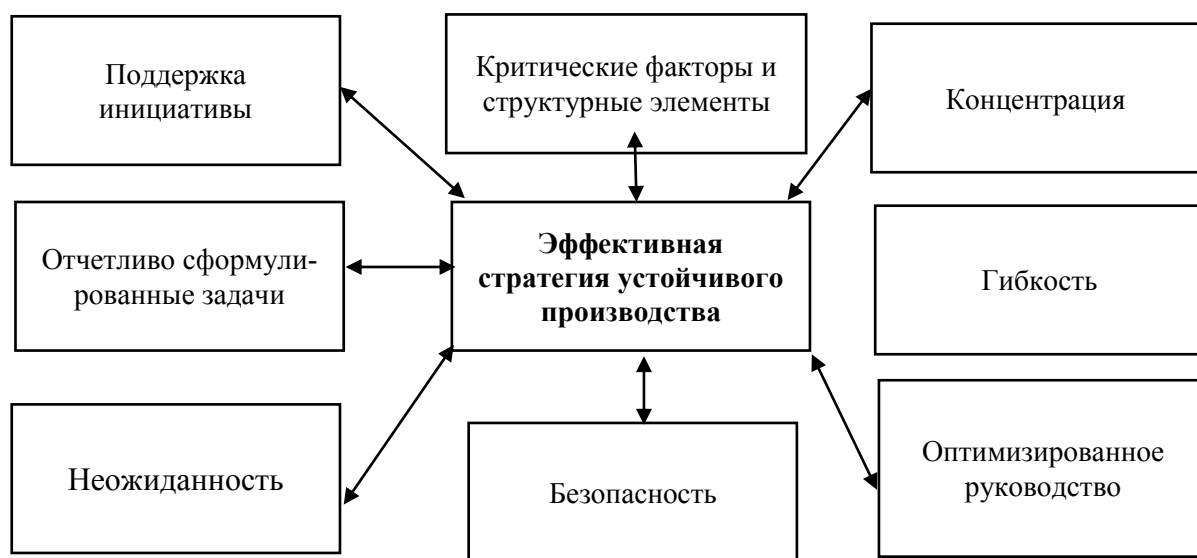 Поддержка
инициативы
Критические факторы и
структурные элементы
Концентрация
Отчетливо сформули-
рованные задачи
Эффективная
стратегия устойчивого
производства
Гибкость
Неожиданность
Безопасность
Оптимизированное
руководство